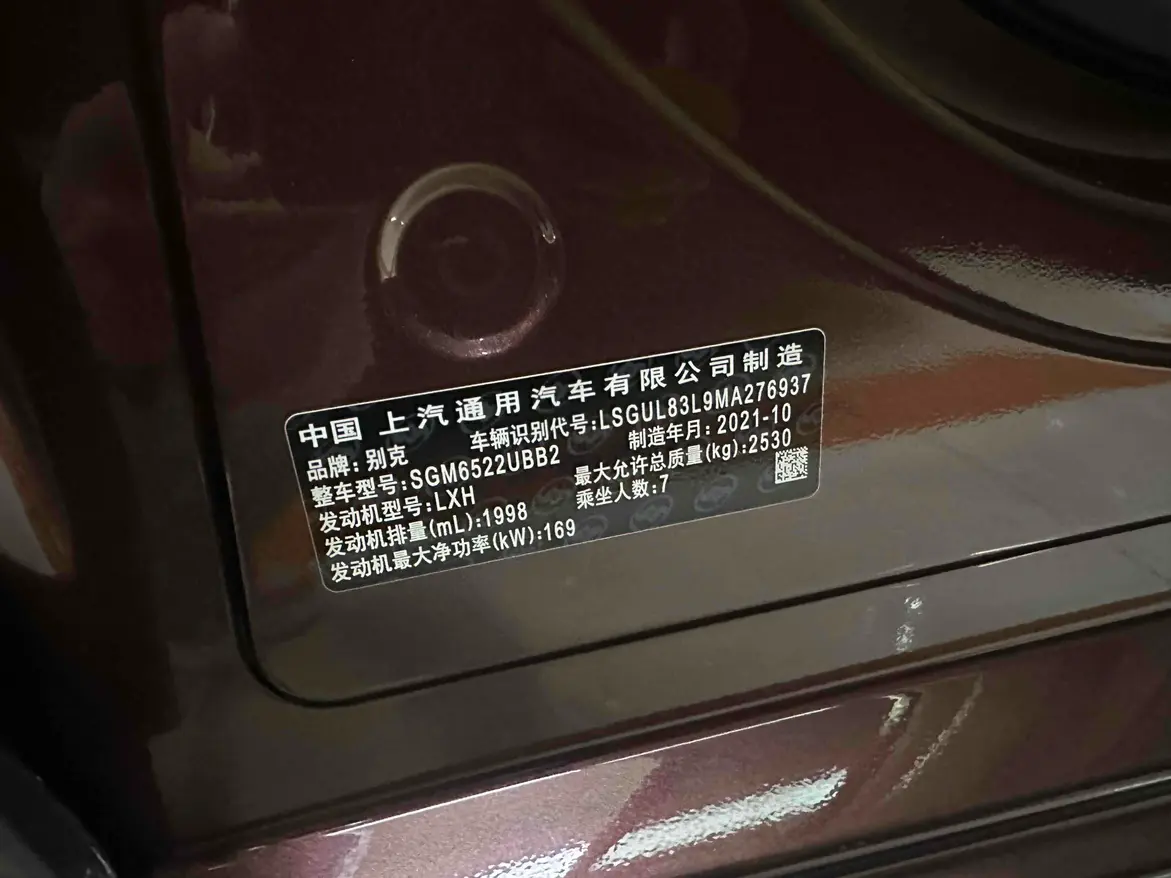 中国 上汽通用汽车有限公司制造
品牌:别克 车辆识别代号:LSGUL83L9MA276937
整车型号:SGM6522UBB2 制造年月:2021-10
发动机型号:LXH 最大允许总质量(kg):2530
发动机排量(mL):1998 乘坐人数:7
发动机最大净功率(kW):169